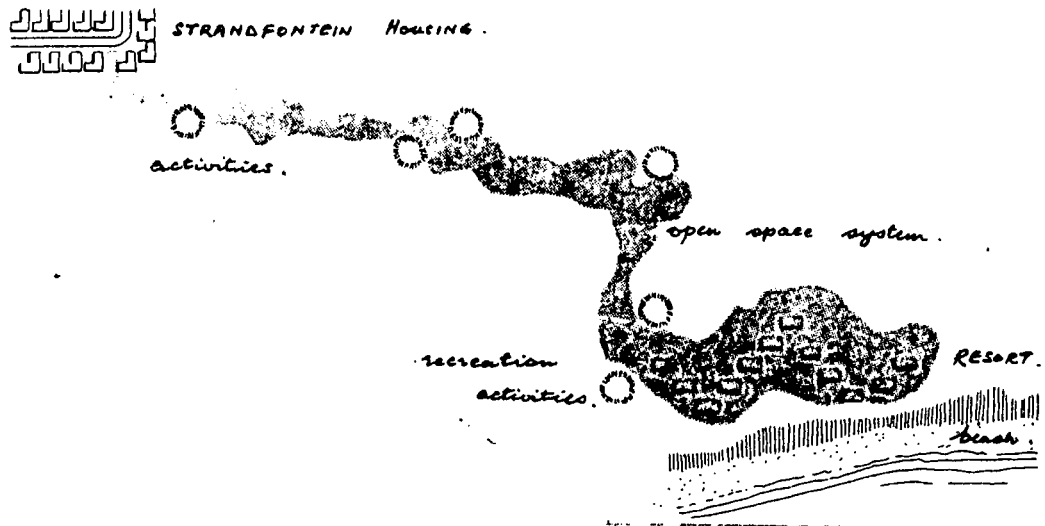 STRANDFONTEIN HOUSING.
activities.
open space system.
recreation
activities.
RESORT.
beach.